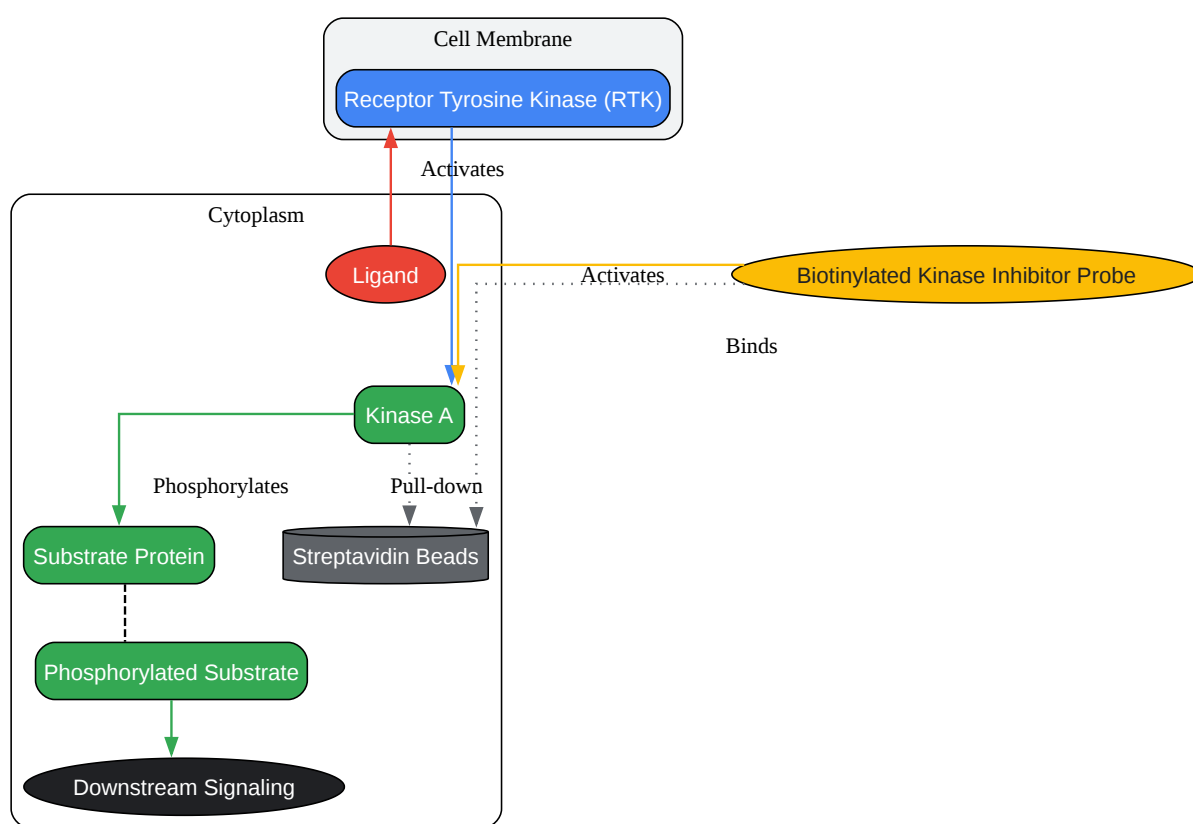 Cell Membrane
Receptor Tyrosine Kinase (RTK)
Activates
Cytoplasm
Ligand
Activates
Biotinylated Kinase Inhibitor Probe
Binds
Kinase A
Phosphorylates
Pull-down
Substrate Protein
Streptavidin Beads
Phosphorylated Substrate
Downstream Signaling